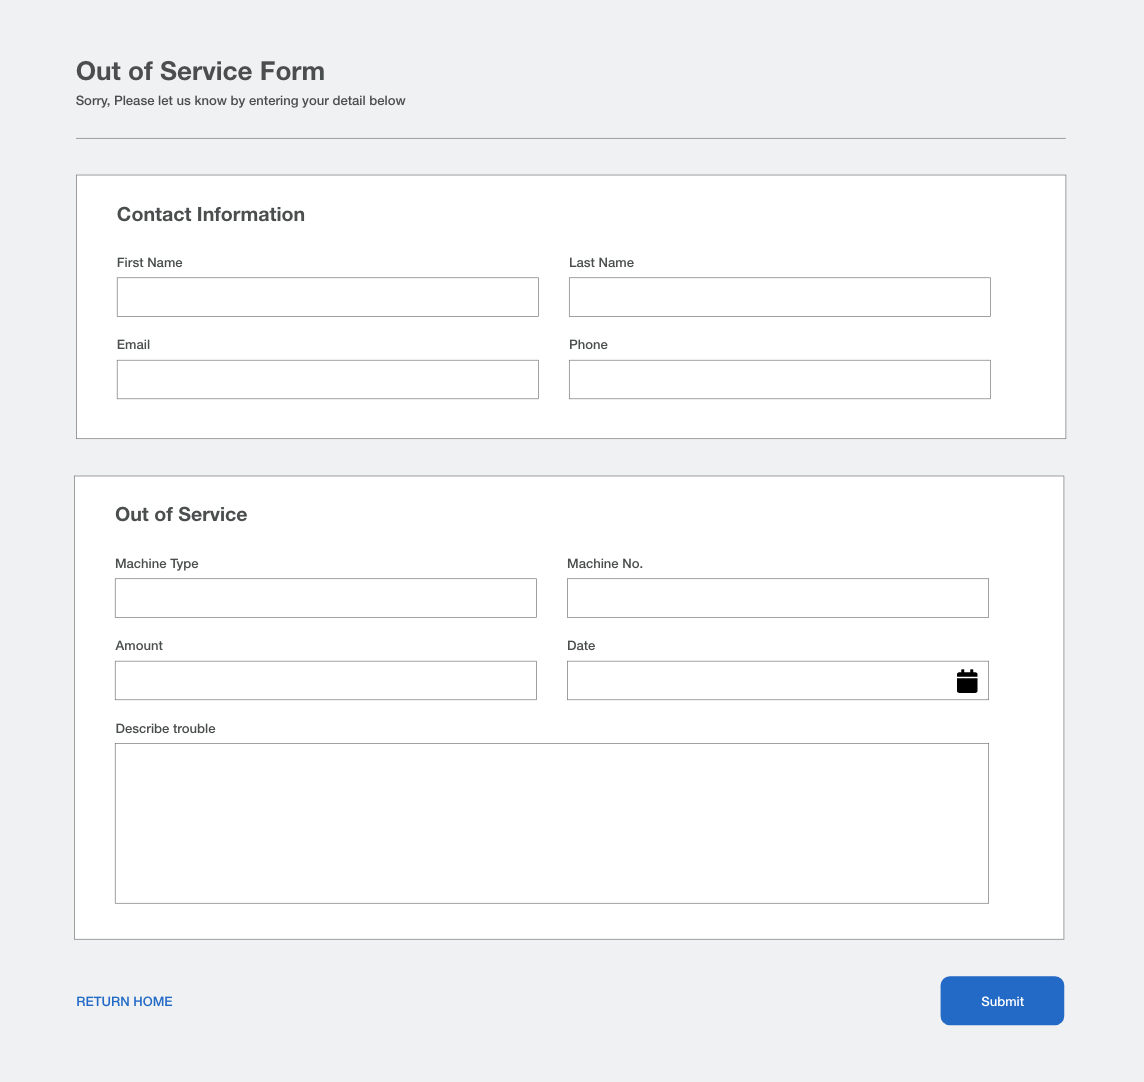 Out of Service Form
Sorry, Please let us know by entering your detail below
Contact Information
First Name
Last Name
Email
Phone
Out of Service
Machine Type
Machine No.
Amount
Date
Describe trouble
RETURN HOME
Submit